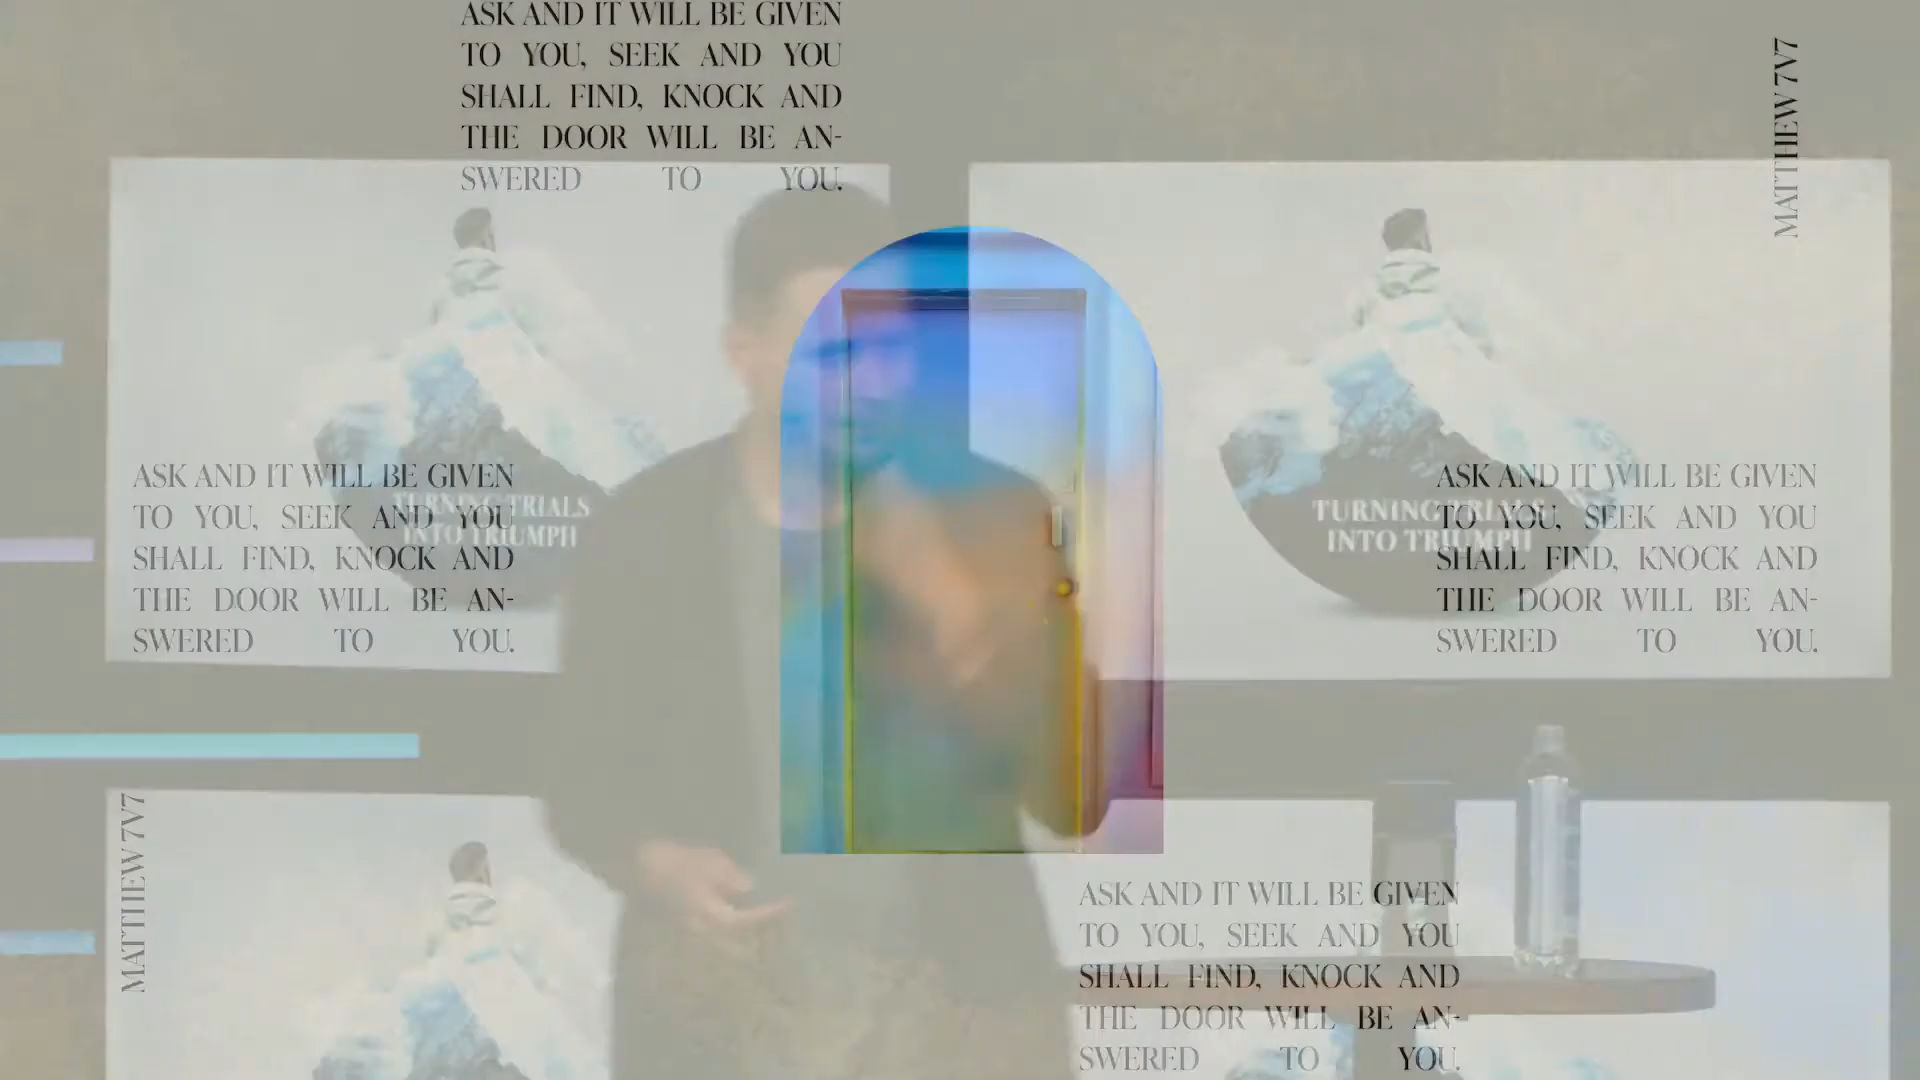 ASK AND IT WILL BE GIVEN
TO YOU, SEEK AND YOU
SHALL FIND, KNOCK AND
THE DOOR WILL BE AN-
SWERED TO YOU.
MATTHEW 7V7
ASK AND IT WILL BE GIVEN
TO YOU, SEEK AND YOU
SHALL FIND, KNOCK AND
THE DOOR WILL BE AN-
SWERED TO YOU.
TURNING TRIALS
INTO TRIUMPH
TURNING TRIALS
INTO TRIUMPH
ASK AND IT WILL BE GIVEN
TO YOU, SEEK AND YOU
SHALL FIND, KNOCK AND
THE DOOR WILL BE AN-
SWERED TO YOU.
MATTHEW 7V7
ASK AND IT WILL BE GIVEN
TO YOU, SEEK AND YOU
SHALL FIND, KNOCK AND
THE DOOR WILL BE AN-
SWERED TO YOU.